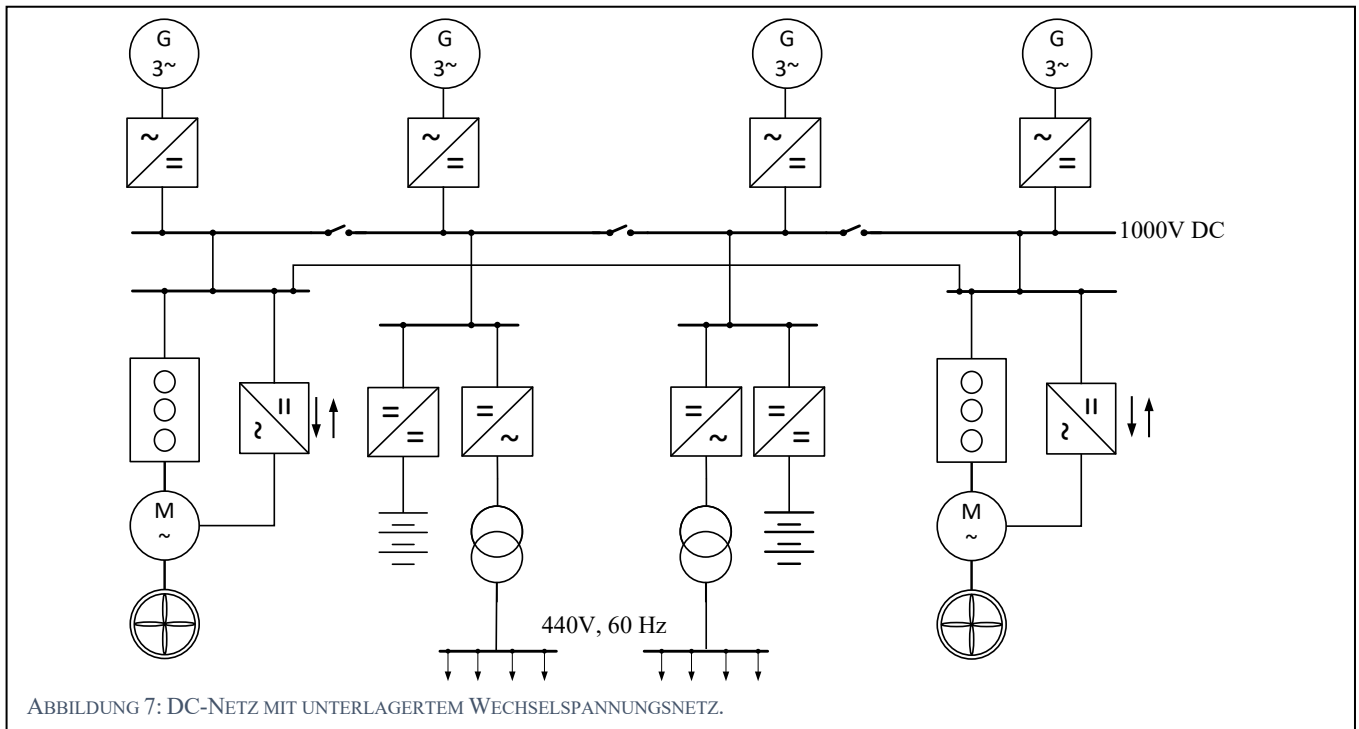 G
3~
G
3~
G
3~
G
3~
~
=
~
=
~
=
~
=
1000V DC
=
~
=
=
=
~
=
~
=
=
=
~
M
~
M
~
440V, 60 Hz
ABBILDUNG 7: DC-NETZ MIT UNTERLAGERTEM WECHSELSPANNUNGSNETZ.